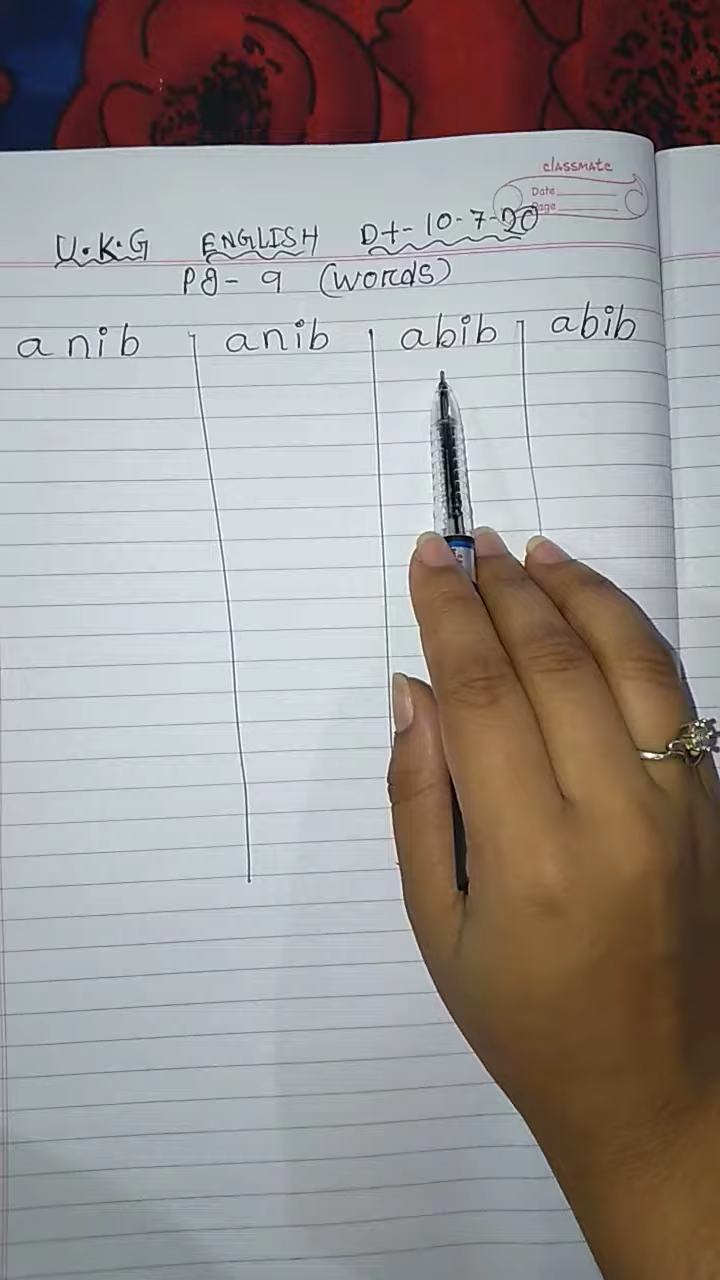 classmate
Date
Page
U.K.G ENGLISH Dt-10-7-20
Pg-9 (words)
anib anib abib abib